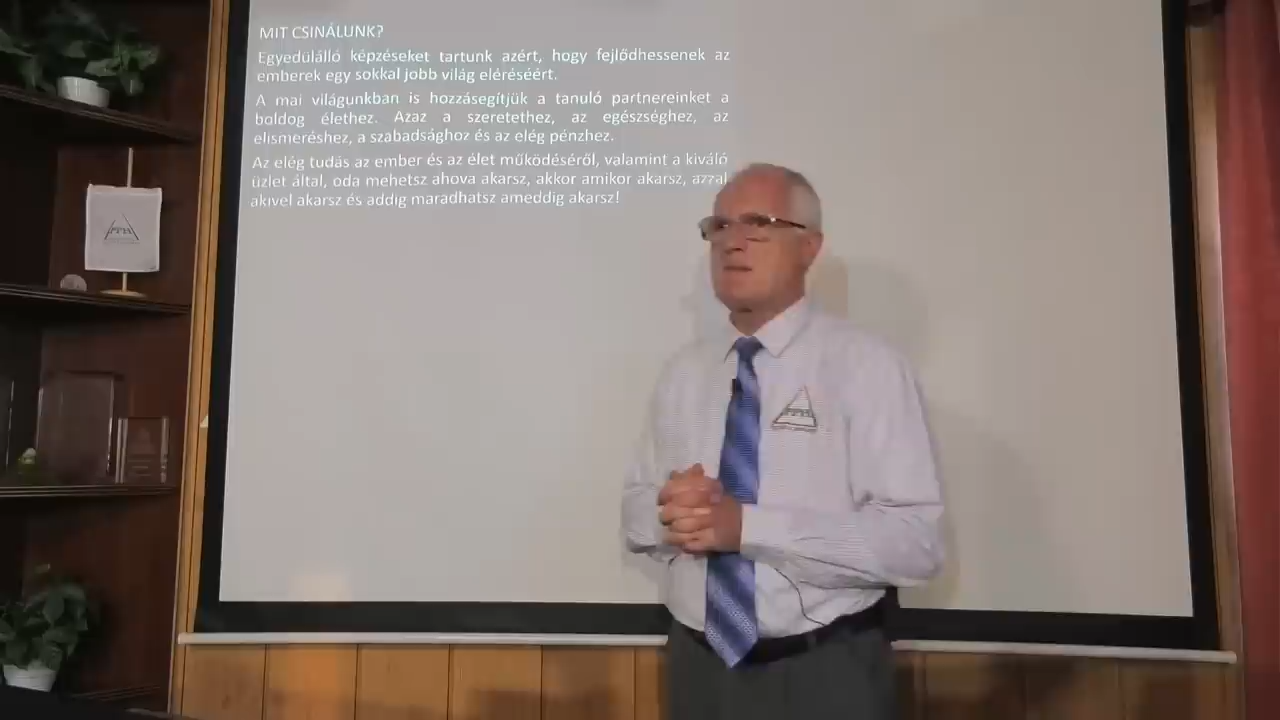 MIT CSINÁLUNK?
Egyedülálló képzéseket tartunk azért, hogy fejlődhessenek az
emberek egy sokkal jobb világ eléréséért.
A mai világunkban is hozzásegítjük a tanuló partnereinket a
boldog élethez. Azaz a szeretethez, az egészséghez, az
elismeréshez, a szabadsághoz és az elég pénzhez.
Az elég tudás az ember és az élet működéséről, valamint a kiváló
üzlet által, oda mehetsz ahova akarsz, akkor amikor akarsz, azzal
akivel akarsz és addig maradhatsz ameddig akarsz!